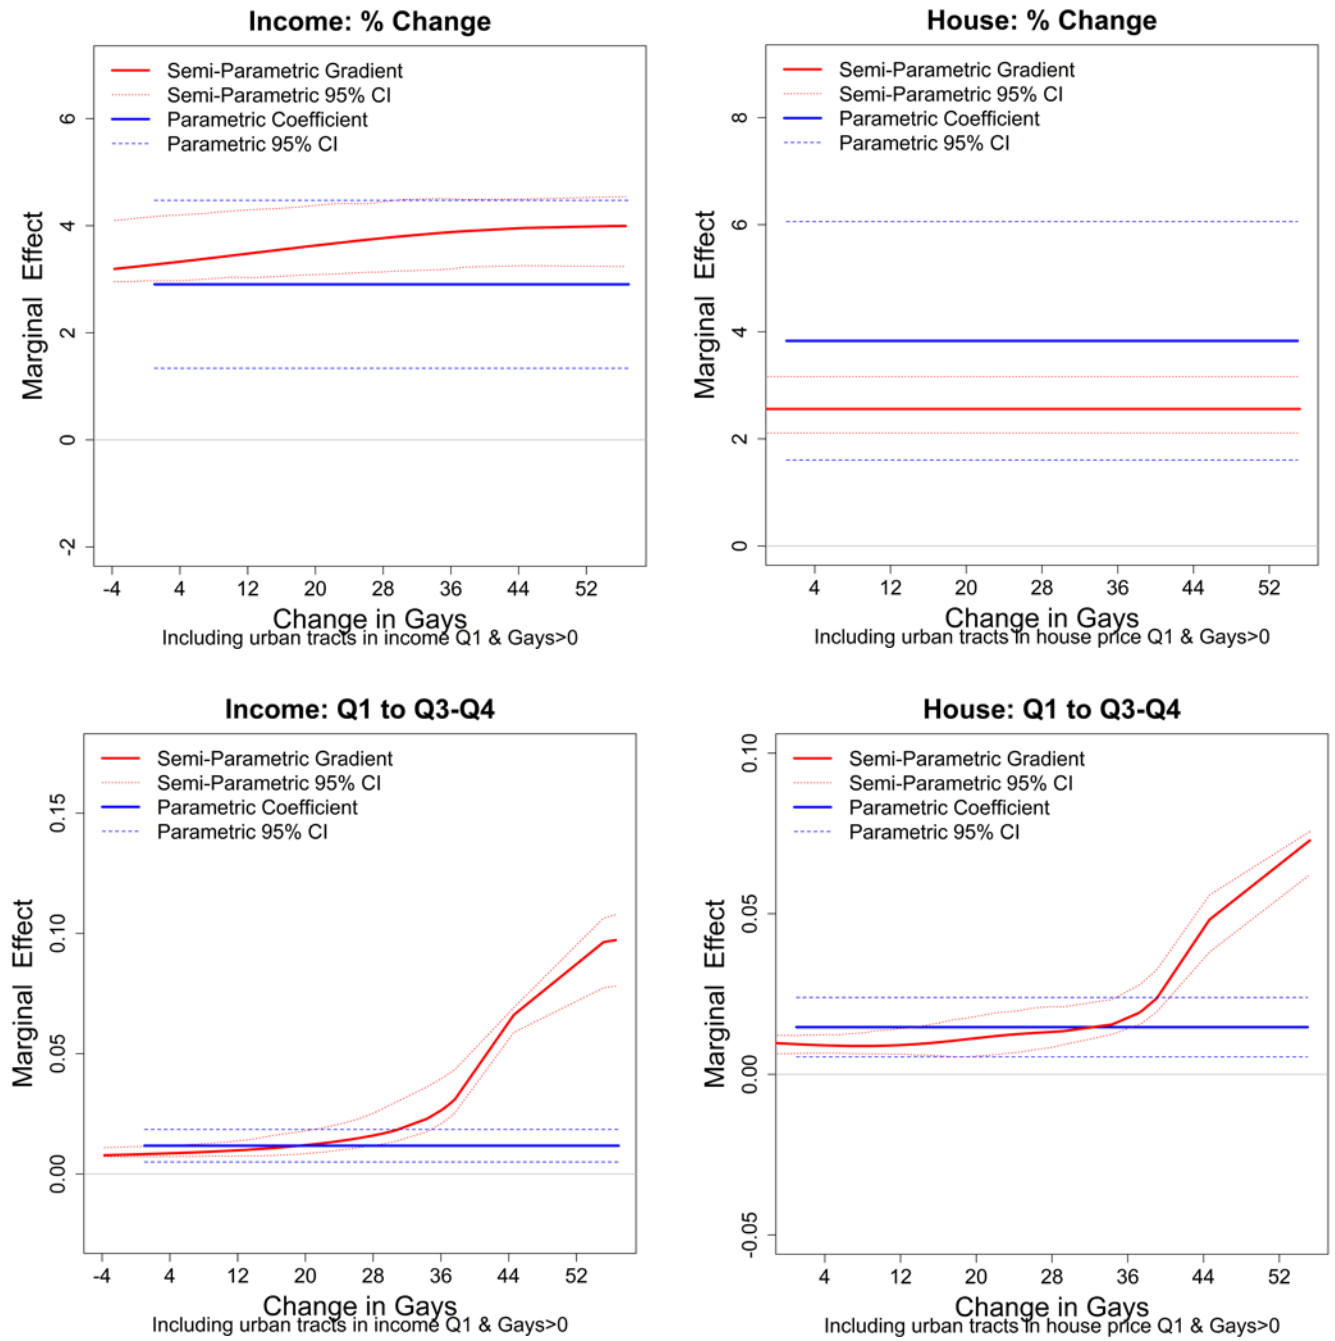 Income: % Change
Semi-Parametric Gradient
Semi-Parametric 95% CI
Parametric Coefficient
Parametric 95% CI
Marginal Effect
6
4
2
0
-2
-4 4 12 20 28 36 44 52
Change in Gays
Including urban tracts in income Q1 & Gays>0
House: % Change
Semi-Parametric Gradient
Semi-Parametric 95% CI
Parametric Coefficient
Parametric 95% CI
Marginal Effect
8
6
4
2
0
4 12 20 28 36 44 52
Change in Gays
Including urban tracts in house price Q1 & Gays>0
Income: Q1 to Q3-Q4
Semi-Parametric Gradient
Semi-Parametric 95% CI
Parametric Coefficient
Parametric 95% CI
Marginal Effect
0.15
0.10
0.05
0.00
-4 4 12 20 28 36 44 52
Change in Gays
Including urban tracts in income Q1 & Gays>0
House: Q1 to Q3-Q4
Semi-Parametric Gradient
Semi-Parametric 95% CI
Parametric Coefficient
Parametric 95% CI
Marginal Effect
0.10
0.05
0.00
-0.05
4 12 20 28 36 44 52
Change in Gays
Including urban tracts in house price Q1 & Gays>0